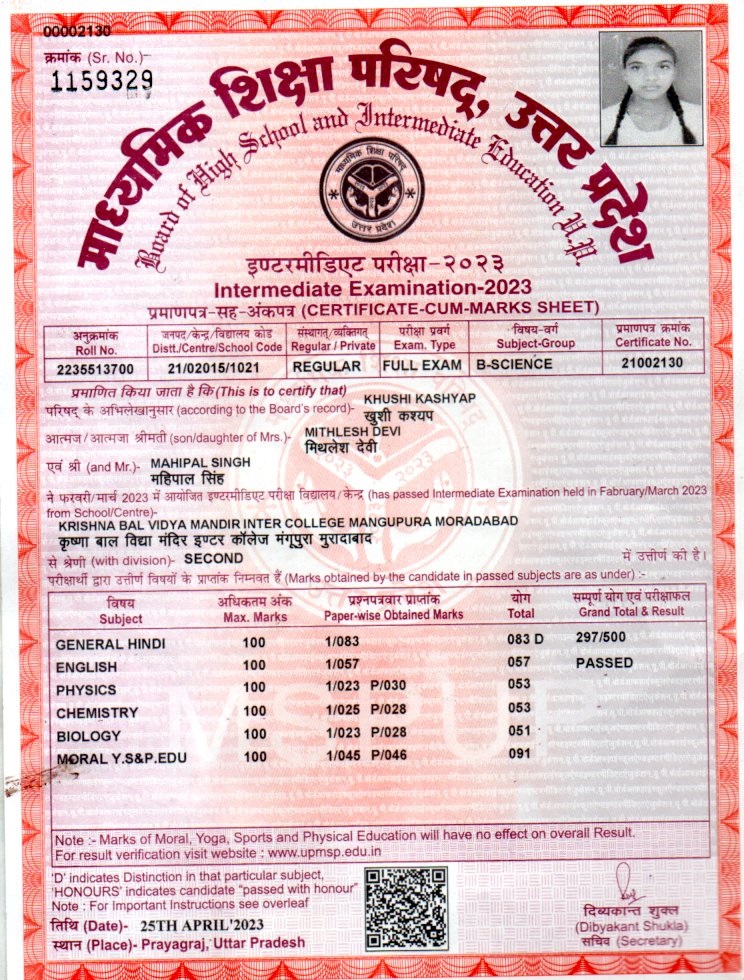 00002130
क्रमांक (Sr. No.)–
1159329
माध्यमिक शिक्षा परिषद्, उत्तर प्रदेश
Board of High School and Intermediate Education U.P.
माध्यमिक शिक्षा परिषद्
उत्तर प्रदेश
इण्टरमीडिएट परीक्षा-२०२३
Intermediate Examination-2023
प्रमाणपत्र-सह-अंकपत्र (CERTIFICATE-CUM-MARKS SHEET)
अनुक्रमांक जनपद/केन्द्र/विद्यालय कोड संस्थागत/व्यक्तिगत परीक्षा प्रवर्ग विषय-वर्ग प्रमाणपत्र क्रमांक
Roll No. Distt./Centre/School Code Regular / Private Exam. Type Subject-Group Certificate No.
2235513700 21/02015/1021 REGULAR FULL EXAM B-SCIENCE 21002130
प्रमाणित किया जाता है कि (This is to certify that)
KHUSHI KASHYAP
परिषद् के अभिलेखानुसार (according to the Board's record)- खुशी कश्यप
MITHLESH DEVI
आत्मज/आत्मजा श्रीमती (son/daughter of Mrs.)- मिथलेश देवी
एवं श्री (and Mr.)- MAHIPAL SINGH
महिपाल सिंह
ने फरवरी/मार्च 2023 में आयोजित इण्टरमीडिएट परीक्षा विद्यालय/केन्द्र (has passed Intermediate Examination held in Fabruary/March 2023
from School/Centre)-
KRISHNA BAL VIDYA MANDIR INTER COLLEGE MANGUPURA MORADABAD
कृष्णा बाल विद्या मंदिर इण्टर कॉलेज मंगूपुरा मुरादाबाद
से श्रेणी (with division)- SECOND में उत्तीर्ण की है।
परीक्षार्थी द्वारा उत्तीर्ण विषयों के प्राप्तांक निम्नवत हैं (Marks obtained by the candidate in passed subjects are as under) :-
विषय अधिकतम अंक प्रश्नपत्रवार प्राप्तांक योग सम्पूर्ण योग एवं परीक्षाफल
Subject Max. Marks Paper-wise Obtained Marks Total Grand Total & Result
GENERAL HINDI 100 1/083 083 D 297/500
ENGLISH 100 1/057 057 PASSED
PHYSICS 100 1/023 P/030 053
CHEMISTRY 100 1/025 P/028 053
BIOLOGY 100 1/023 P/028 051
MORAL Y.S&P.EDU 100 1/045 P/046 091
MSPUP
Note :- Marks of Moral, Yoga, Sports and Physical Education will have no effect on overall Result.
For result verification visit website : www.upmsp.edu.in
'D' indicates Distinction in that particular subject,
'HONOURS' indicates candidate "passed with honour"
Note : For Important Instructions see overleaf
तिथि (Date)- 25TH APRIL'2023
स्थान (Place)- Prayagraj, Uttar Pradesh
दिब्यकान्त शुक्ल
(Dibyakant Shukla)
सचिव (Secretary)